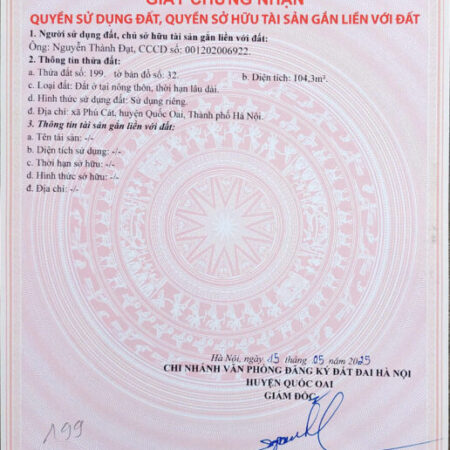 GIẤY CHỨNG NHẬN
QUYỀN SỬ DỤNG ĐẤT, QUYỀN SỞ HỮU TÀI SẢN GẮN LIỀN VỚI ĐẤT
1. Người sử dụng đất, chủ sở hữu tài sản gắn liền với đất:
Ông: Nguyễn Thành Đạt, CCCD số: 001202006922.
2. Thông tin thửa đất:
a. Thửa đất số: 199. tờ bản đồ số: 32. b. Diện tích: 104,3m².
c. Loại đất: Đất ở tại nông thôn, thời hạn lâu dài.
d. Hình thức sử dụng đất: Sử dụng riêng.
đ. Địa chỉ: xã Phú Cát, huyện Quốc Oai, Thành phố Hà Nội.
3. Thông tin tài sản gắn liền với đất:
a. Tên tài sản: -/-
b. Diện tích sử dụng: -/-
c. Thời hạn sở hữu: -/-
d. Hình thức sở hữu: -/-
đ. Địa chỉ: -/-
Hà Nội, ngày 15 tháng 05 năm 2025
CHI NHÁNH VĂN PHÒNG ĐĂNG KÝ ĐẤT ĐAI HÀ NỘI
HUYỆN QUỐC OAI
GIÁM ĐỐC
199